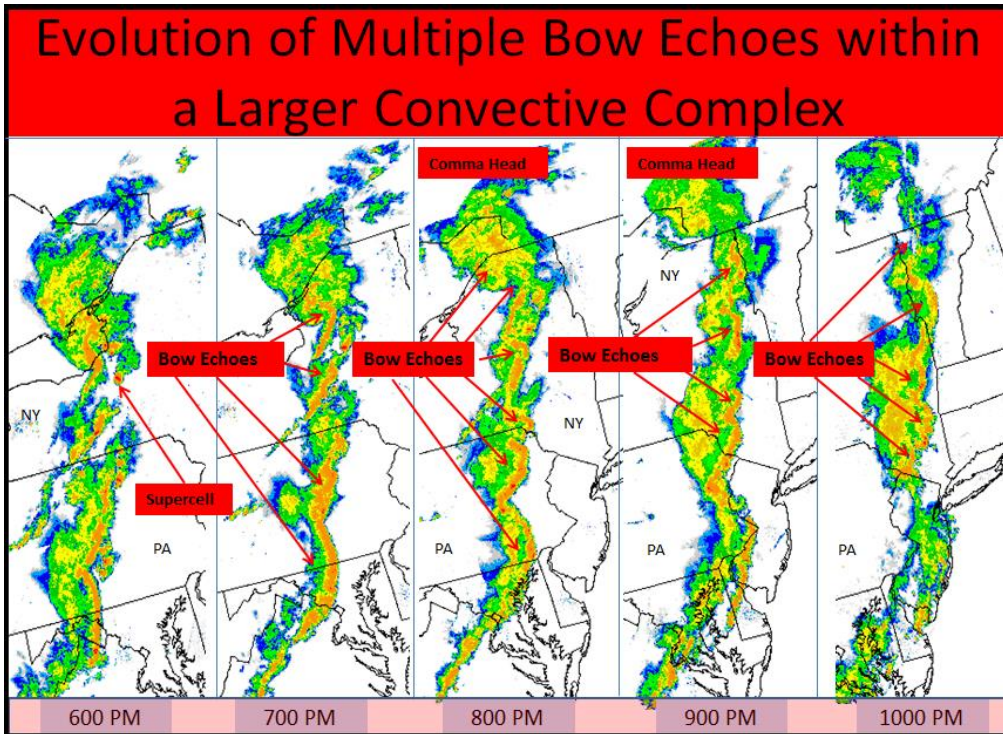 Evolution of Multiple Bow Echoes within
a Larger Convective Complex
Comma Head
Comma Head
NY
Bow Echoes
Bow Echoes
Bow Echoes
Bow Echoes
NY
NY
Supercell
PA
PA
PA
PA
600 PM
700 PM
800 PM
900 PM
1000 PM